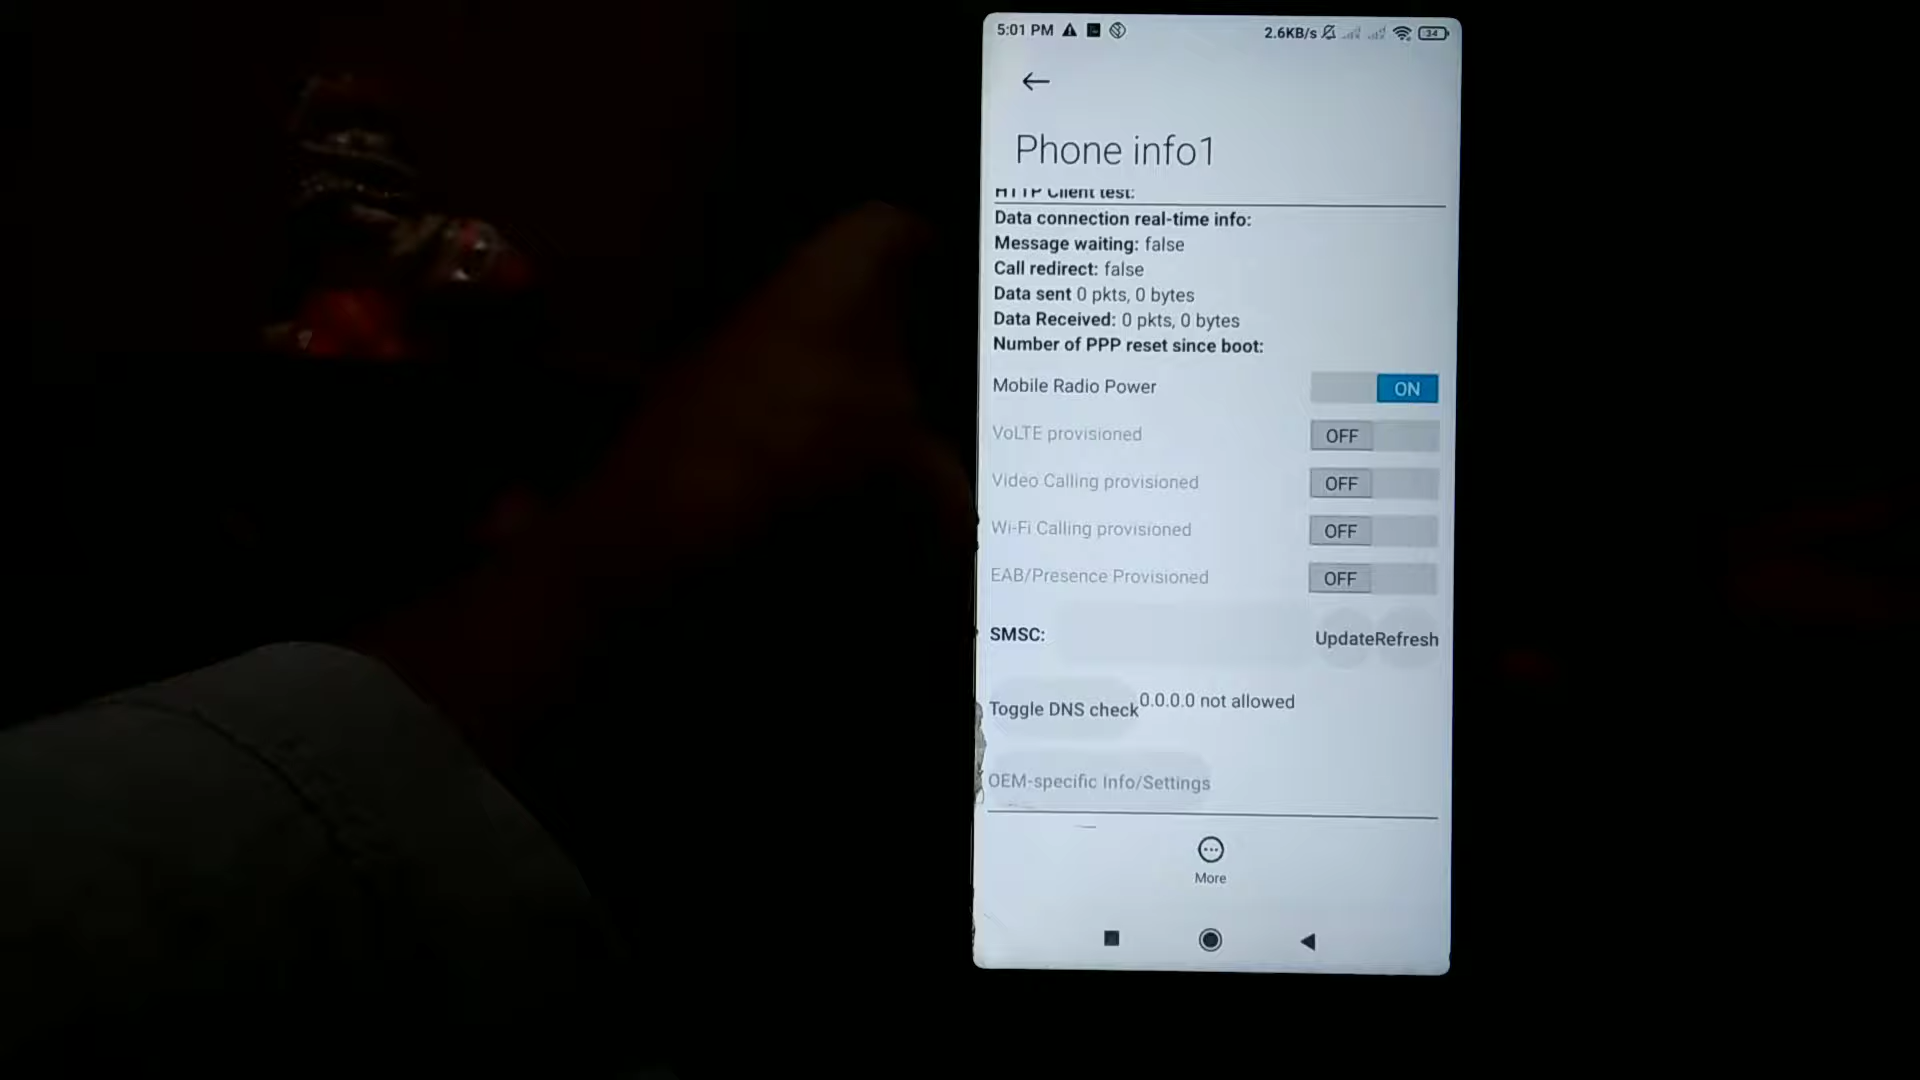 5:01 PM 2.6KB/s 34
Phone info1
HTTP Client test:
Data connection real-time info:
Message waiting: false
Call redirect: false
Data sent 0 pkts, 0 bytes
Data Received: 0 pkts, 0 bytes
Number of PPP reset since boot:
Mobile Radio Power ON
VoLTE provisioned OFF
Video Calling provisioned OFF
Wi-Fi Calling provisioned OFF
EAB/Presence Provisioned OFF
SMSC: Update Refresh
Toggle DNS check 0.0.0.0 not allowed
OEM-specific Info/Settings
More